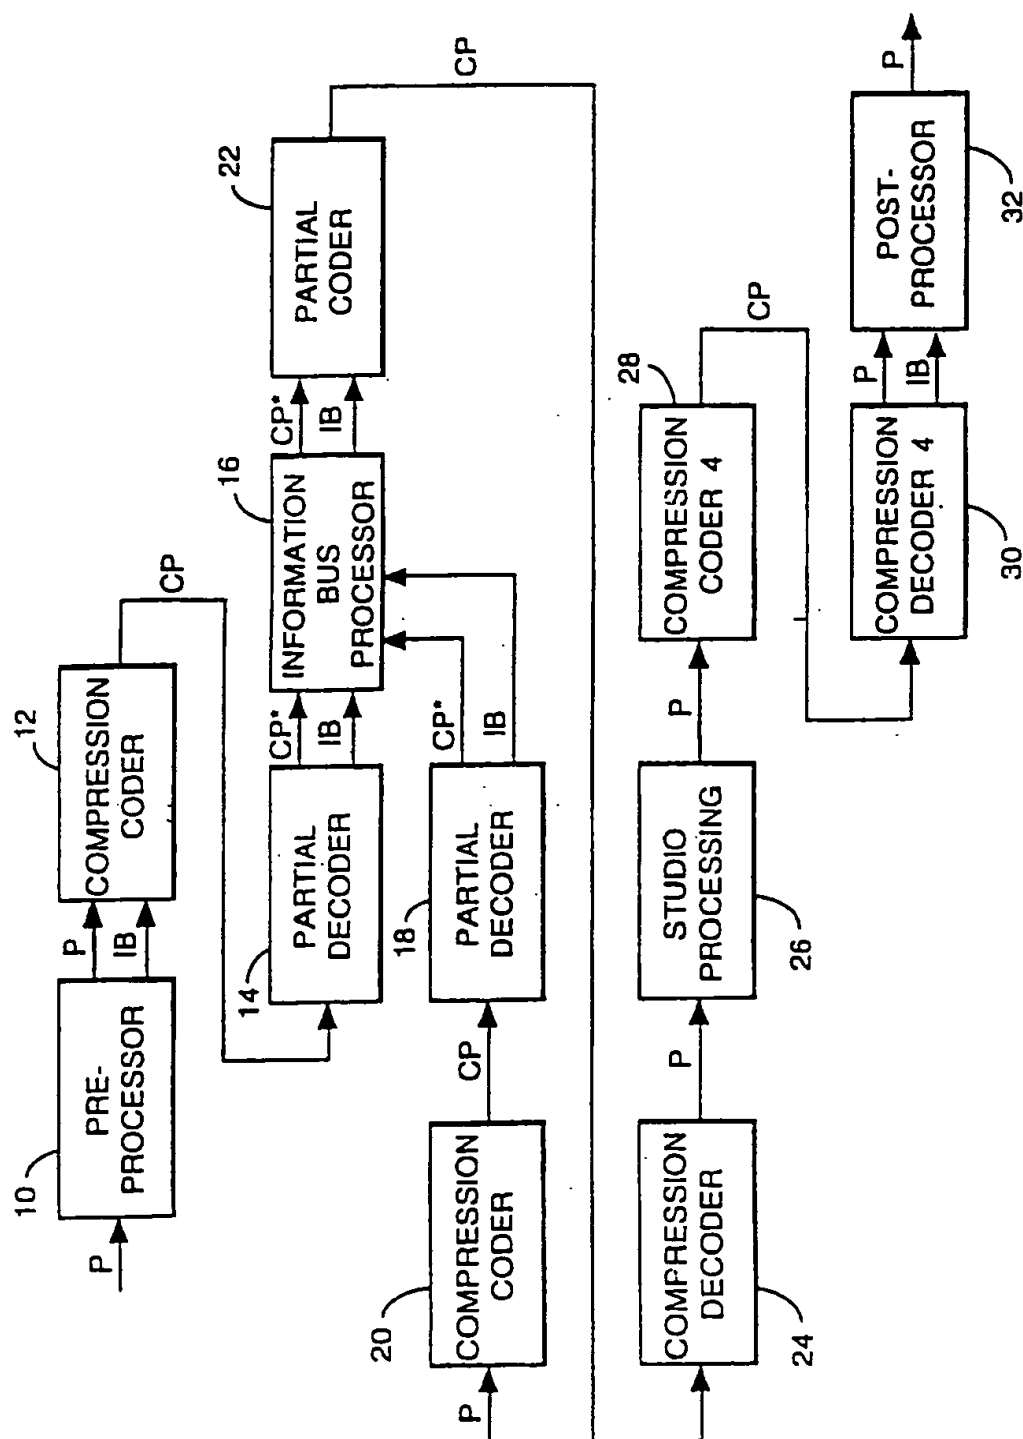 P
10
PRE-
PROCESSOR
P
IB
12
COMPRESSION
CODER
CP
14
PARTIAL
DECODER
CP*
IB
16
INFORMATION
BUS
PROCESSOR
CP*
IB
22
PARTIAL
CODER
CP
P
20
COMPRESSION
CODER
CP
18
PARTIAL
DECODER
CP*
IB
COMPRESSION
DECODER
24
P
STUDIO
PROCESSING
26
P
28
COMPRESSION
CODER 4
CP
COMPRESSION
DECODER 4
30
P
IB
POST-
PROCESSOR
32
P